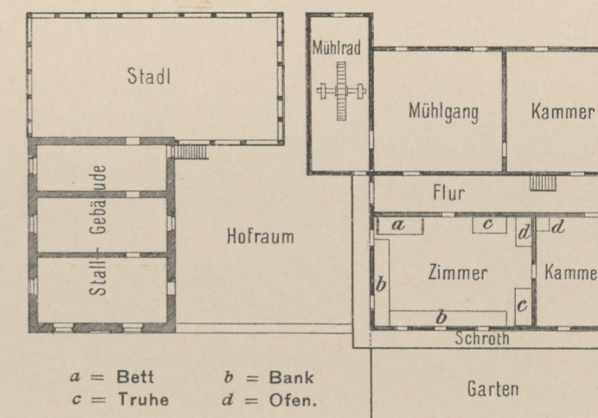 Stadl
Mühlrad
Mühlgang
Kammer
Flur
Stall-Gebäude
Hofraum
a
c
d
d
b
Zimmer
Kamme
c
b
Schroth
Garten
a = Bett
b = Bank
c = Truhe
d = Ofen.